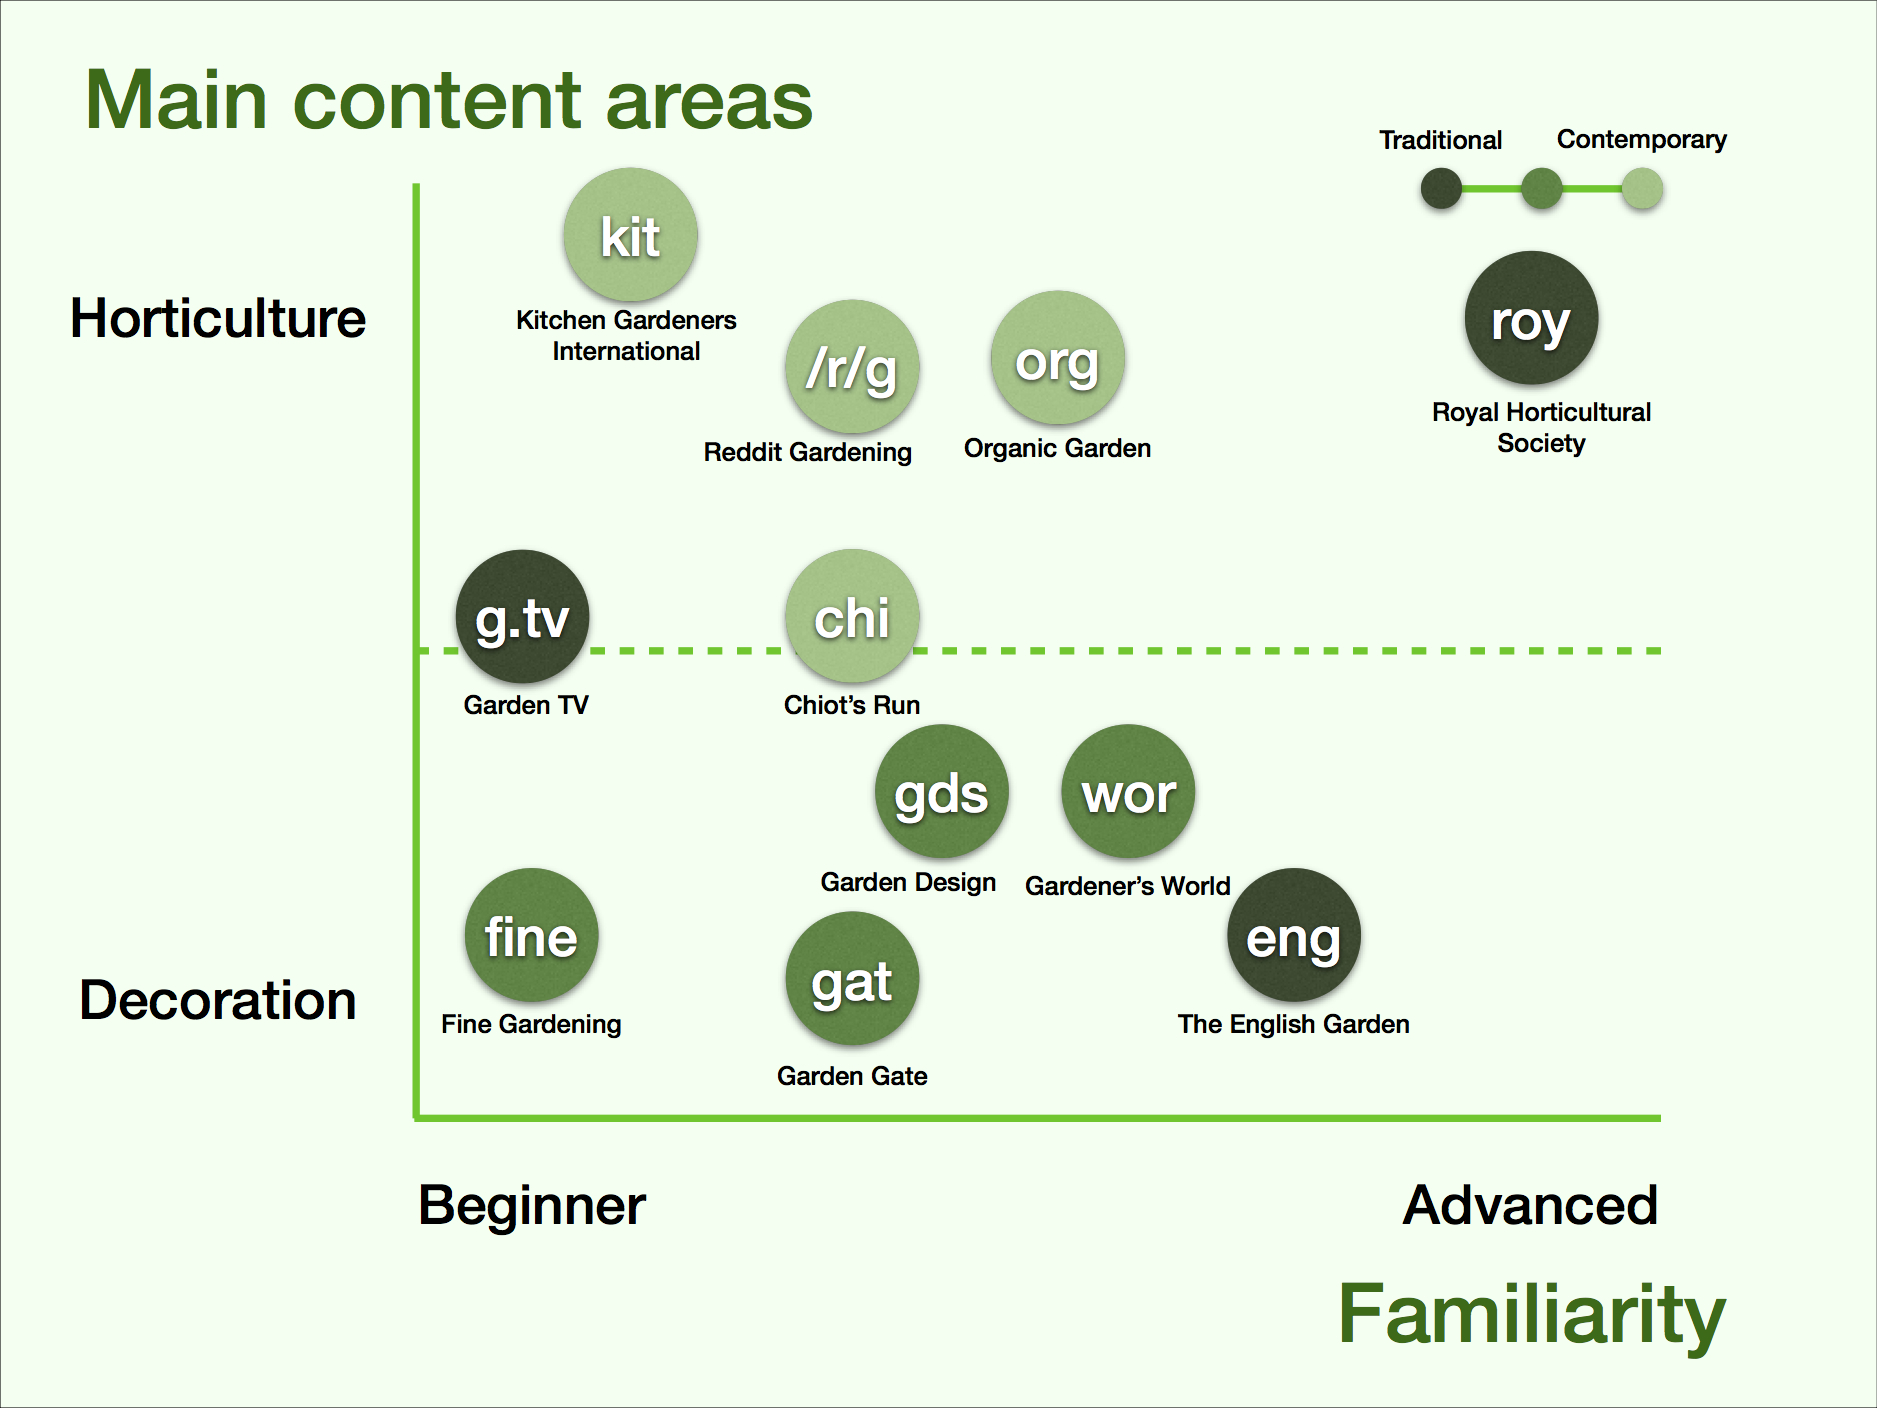 Main content areas
Traditional
Contemporary
kit
Kitchen Gardeners
International
Horticulture
/r/g
Reddit Gardening
org
Organic Garden
roy
Royal Horticultural
Society
g.tv
Garden TV
chi
Chiot's Run
gds
Garden Design
wor
Gardener's World
Decoration
fine
Fine Gardening
gat
Garden Gate
eng
The English Garden
Beginner
Advanced
Familiarity